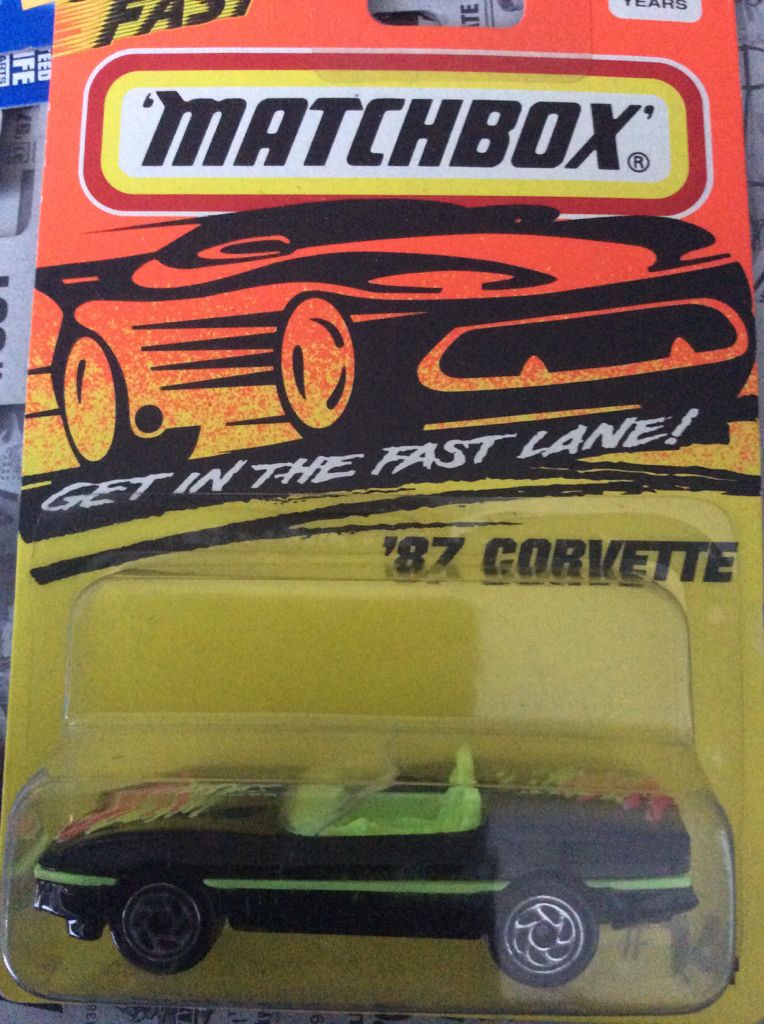 FAST
YEARS
'MATCHBOX'®
GET IN THE FAST LANE!
'87 CORVETTE